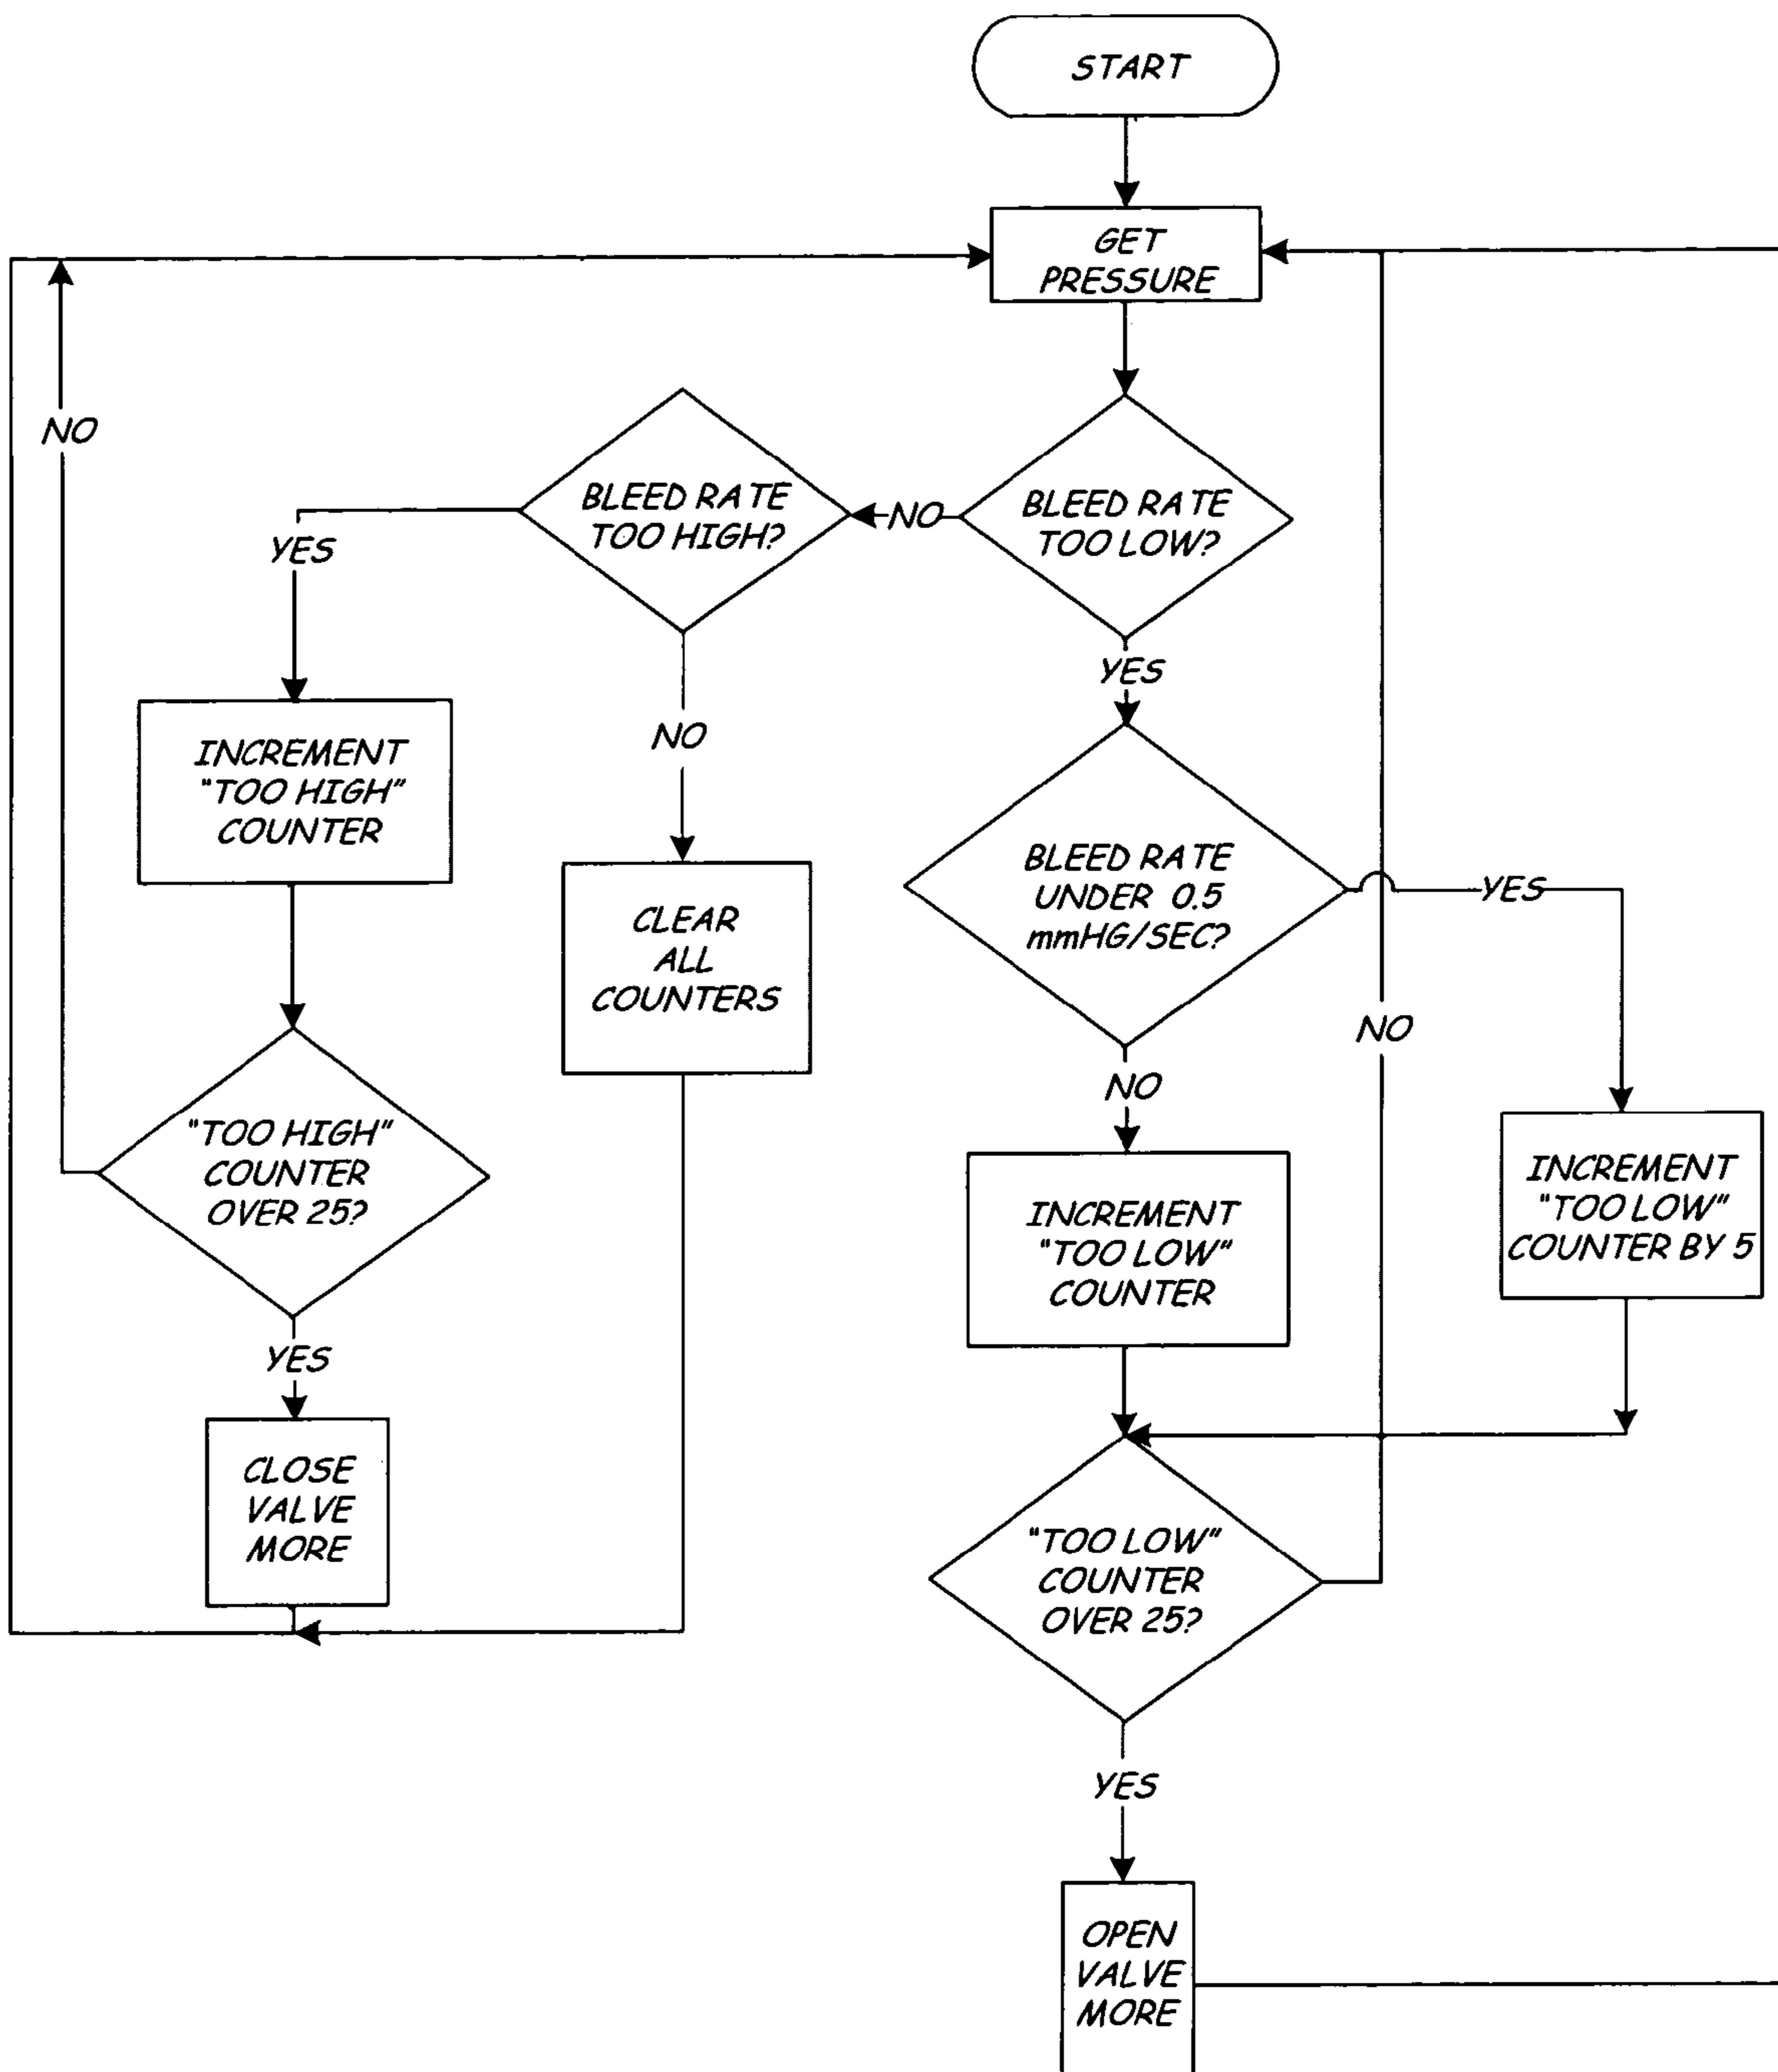 START
GET
PRESSURE
NO
BLEED RATE
TOO HIGH?
NO
BLEED RATE
TOO LOW?
YES
YES
INCREMENT
"TOO HIGH"
COUNTER
NO
CLEAR
ALL
COUNTERS
BLEED RATE
UNDER 0.5
mmHG/SEC?
YES
NO
NO
"TOO HIGH"
COUNTER
OVER 25?
INCREMENT
"TOO LOW"
COUNTER
INCREMENT
"TOO LOW"
COUNTER BY 5
YES
CLOSE
VALVE
MORE
"TOO LOW"
COUNTER
OVER 25?
YES
OPEN
VALVE
MORE